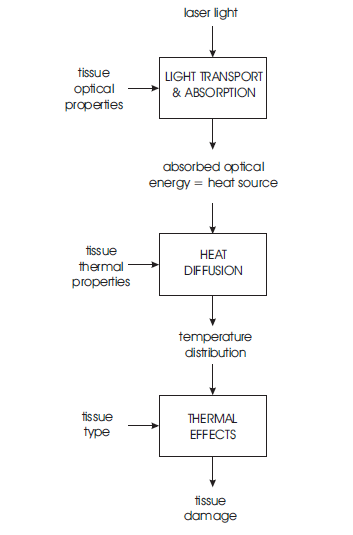 laser light
tissue
optical
properties
LIGHT TRANSPORT
& ABSORPTION
absorbed optical
energy = heat source
tissue
thermal
properties
HEAT
DIFFUSION
temperature
distribution
tissue
type
THERMAL
EFFECTS
tissue
damage